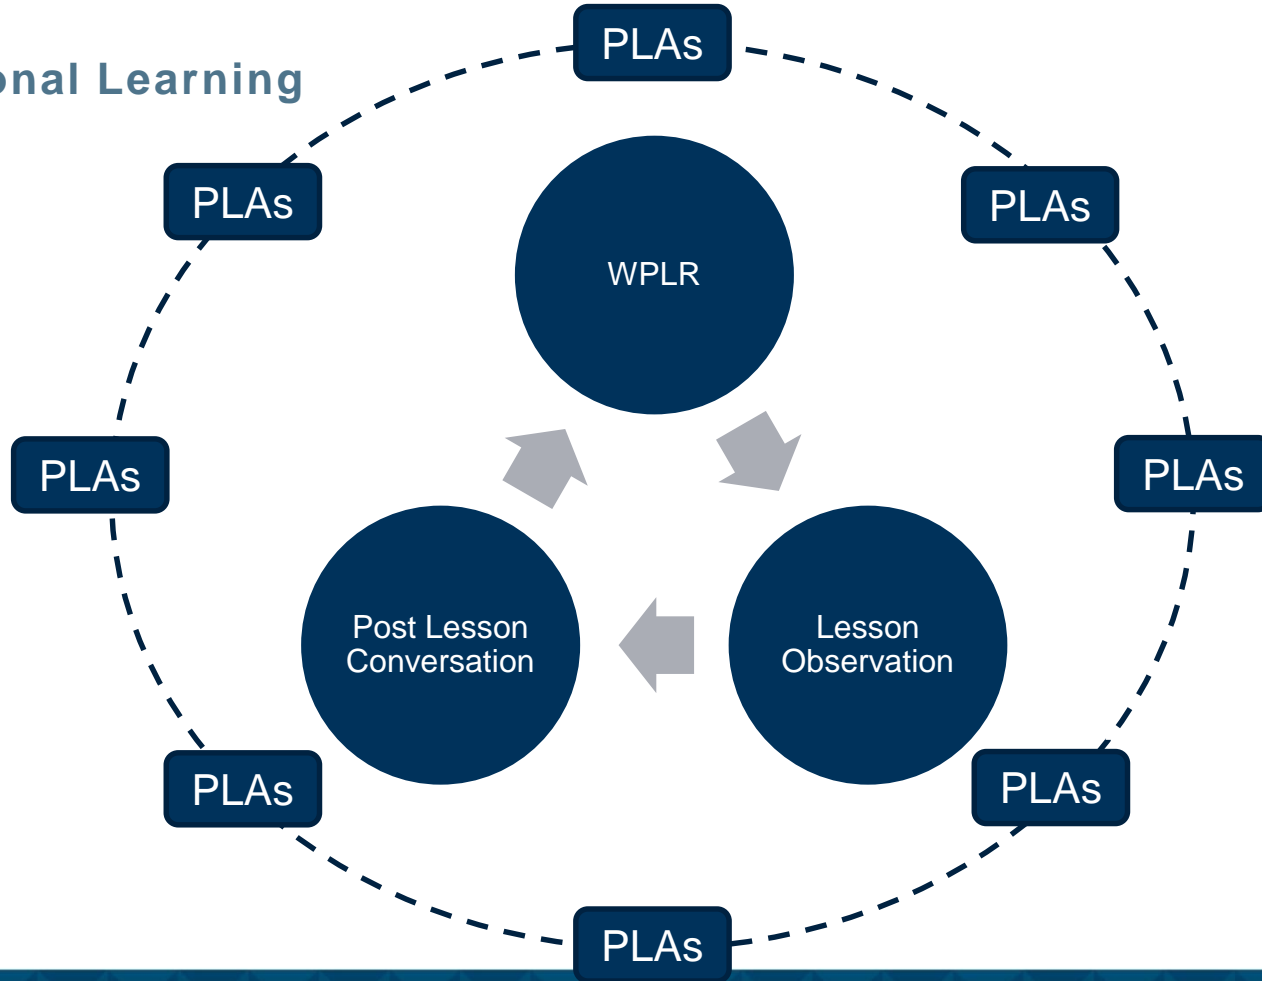 PLAs
onal Learning
PLAs
PLAs
WPLR
PLAs
PLAs
Post Lesson
Conversation
Lesson
Observation
PLAs
PLAs
PLAs